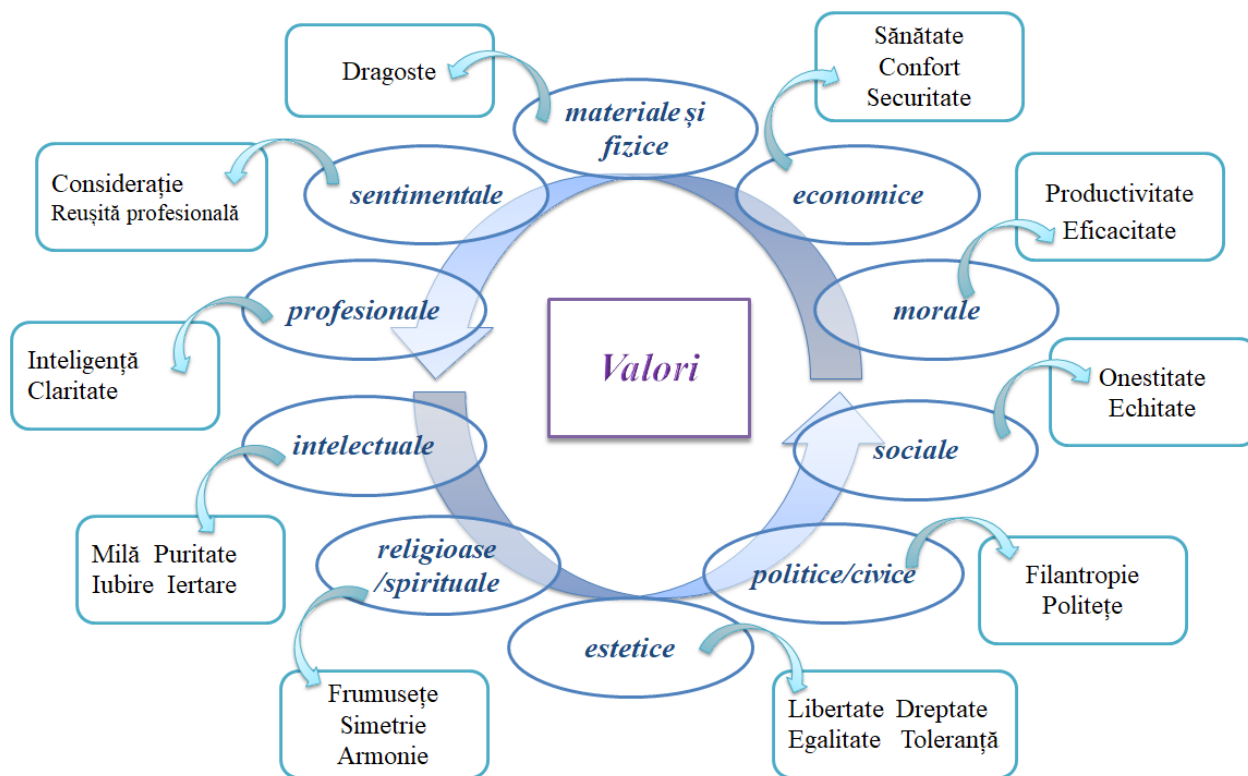 Dragoste
Sănătate
Confort
Securitate
materiale și
fizice
Considerație
Reușită profesională
sentimentale
economice
Productivitate
Eficacitate
profesionale
morale
Inteligență
Claritate
Valori
Onestitate
Echitate
intelectuale
sociale
Milă Puritate
Iubire Iertare
religioase
/spirituale
politice/civice
Filantropie
Politețe
estetice
Frumusețe
Simetrie
Armonie
Libertate Dreptate
Egalitate Toleranță